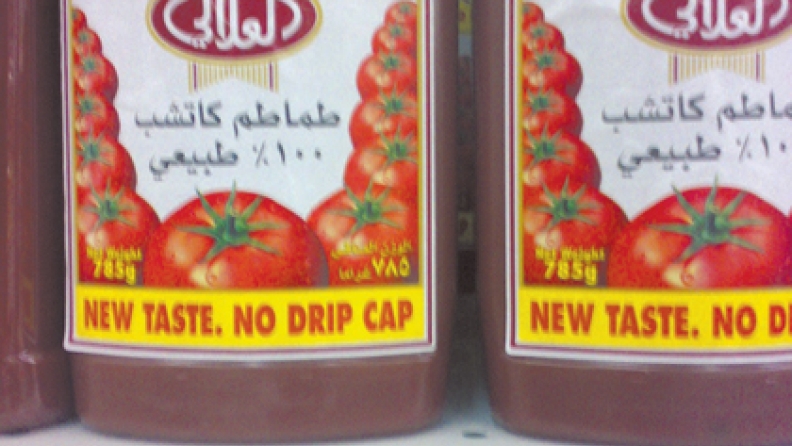 العلالي
طماطم كاتشب
١٠٠٪ طبيعي
Net Weight
785g
الوزن الصافي
٧٨٥ غراما
NEW TASTE. NO DRIP CAP
العلالي
طماطم كاتشب
١٠٠٪ طبيعي
Net Weight
785g
NEW TASTE. NO DR